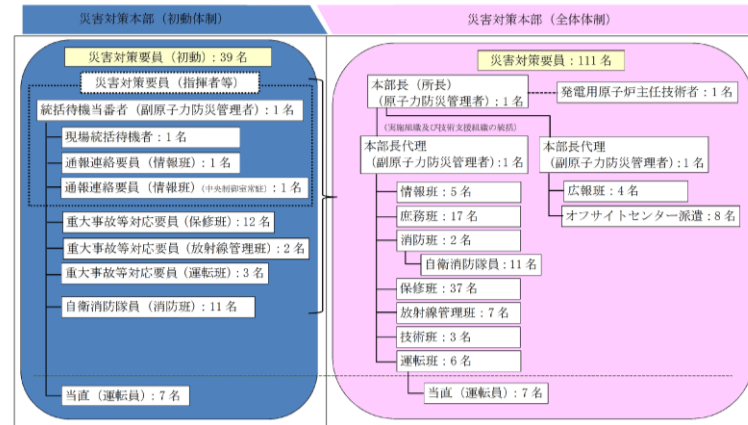 災害対策本部（初動体制）
災害対策要員（初動）：39 名
災害対策要員（指揮者等）
統括待機当番者（副原子力防災管理者）：1 名
現場統括待機者：1 名
通報連絡要員（情報班）：1 名
通報連絡要員（情報班）（中央制御室常駐）：1 名
重大事故等対応要員（保修班）：12 名
重大事故等対応要員（放射線管理班）：2 名
重大事故等対応要員（運転班）：3 名
自衛消防隊員（消防班）：11 名
当直（運転員）：7 名
災害対策本部（全体体制）
災害対策要員：111 名
本部長（所長）
（原子力防災管理者）：1 名
発電用原子炉主任技術者：1 名
（実施組織及び技術支援組織の統括）
本部長代理
（副原子力防災管理者）：1 名
情報班：5 名
庶務班：17 名
消防班：2 名
自衛消防隊員：11 名
保修班：37 名
放射線管理班：7 名
技術班：3 名
運転班：6 名
当直（運転員）：7 名
本部長代理
（副原子力防災管理者）：1 名
広報班：4 名
オフサイトセンター派遣：8 名